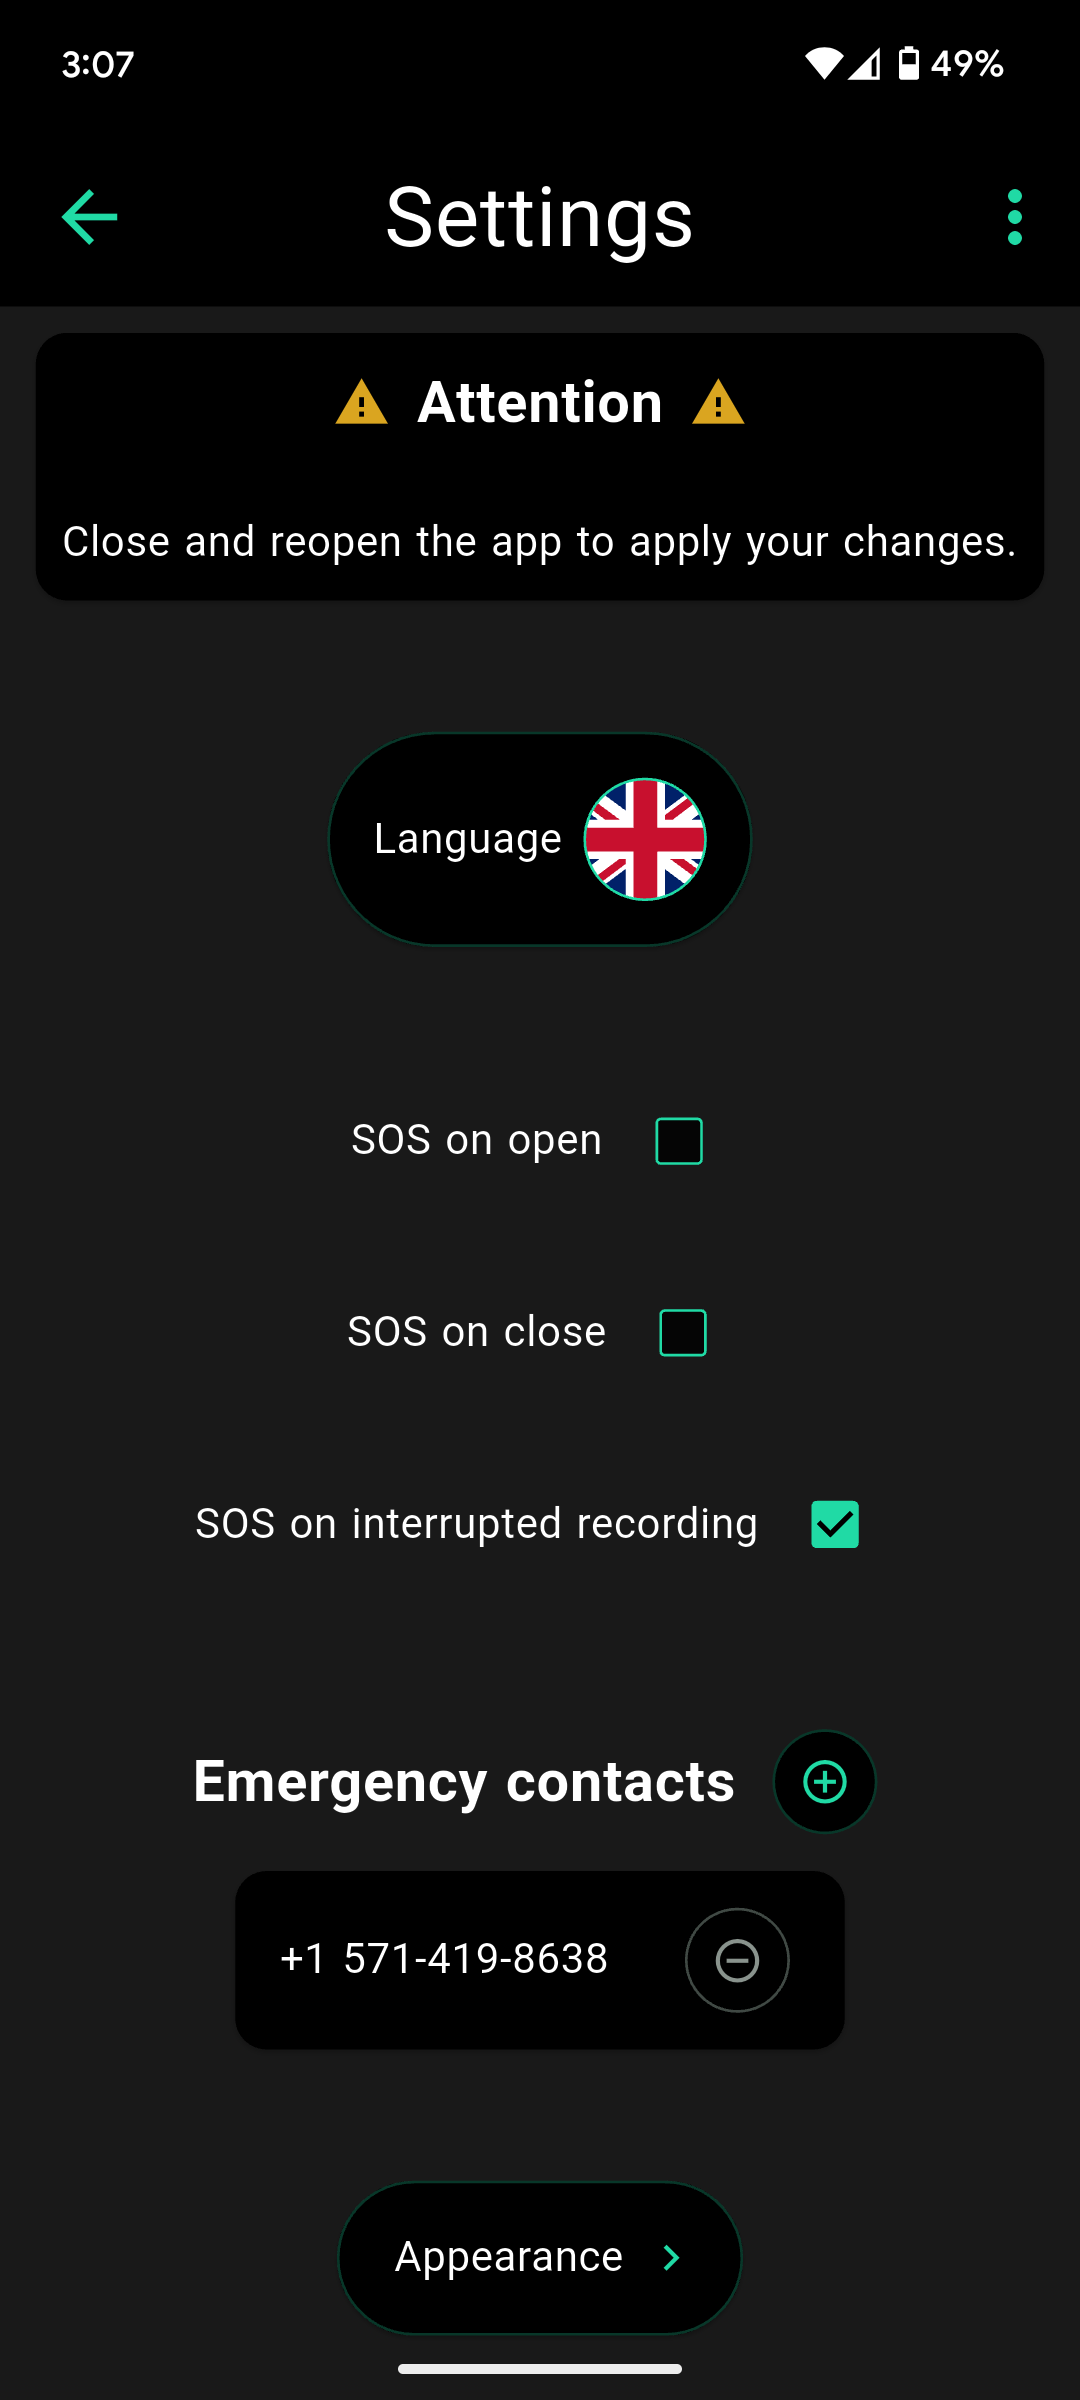 3:07
49%
Settings
Attention
Close and reopen the app to apply your changes.
Language
SOS on open
SOS on close
SOS on interrupted recording
Emergency contacts
+1 571-419-8638
Appearance